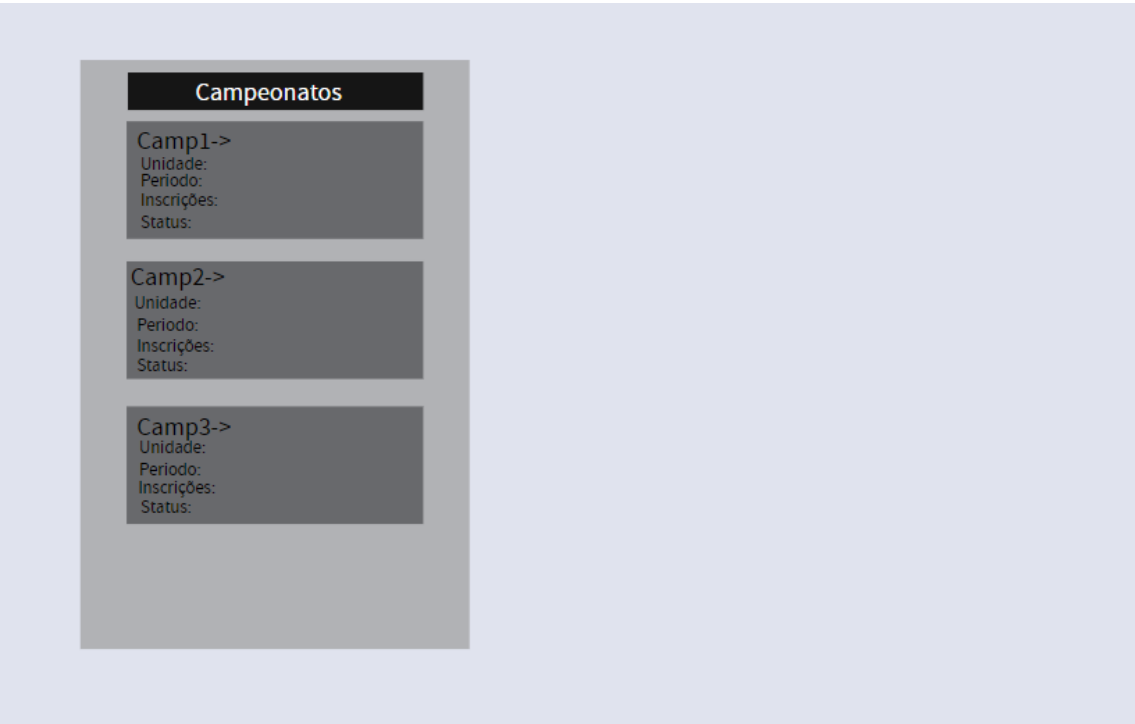 Campeonatos
Camp1->
Unidade:
Periodo:
Inscrições:
Status:
Camp2->
Unidade:
Periodo:
Inscrições:
Status:
Camp3->
Unidade:
Periodo:
Inscrições:
Status: